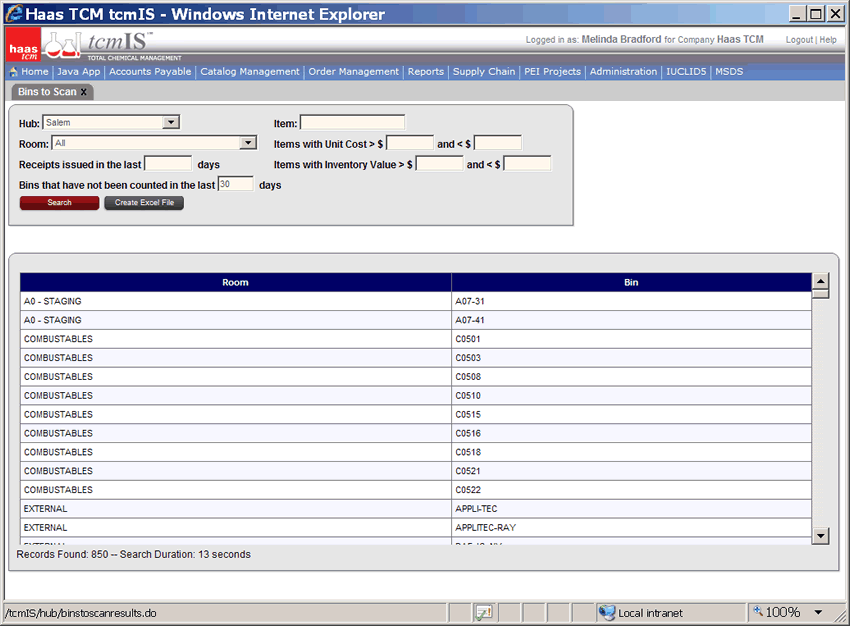 Haas TCM tcmIS - Windows Internet Explorer
haas tcm
tcmIS™
TOTAL CHEMICAL MANAGEMENT
Logged in as: Melinda Bradford for Company Haas TCM Logout | Help
Home | Java App | Accounts Payable | Catalog Management | Order Management | Reports | Supply Chain | PEI Projects | Administration | IUCLID5 | MSDS
Bins to Scan x
Hub: Salem Item:
Room: All Items with Unit Cost > $ and < $
Receipts issued in the last days Items with Inventory Value > $ and < $
Bins that have not been counted in the last 30 days
Search Create Excel File
Room Bin
A0 - STAGING A07-31
A0 - STAGING A07-41
COMBUSTABLES C0501
COMBUSTABLES C0503
COMBUSTABLES C0508
COMBUSTABLES C0510
COMBUSTABLES C0515
COMBUSTABLES C0516
COMBUSTABLES C0518
COMBUSTABLES C0521
COMBUSTABLES C0522
EXTERNAL APPLI-TEC
EXTERNAL APPLITEC-RAY
EXTERNAL
Records Found: 850 -- Search Duration: 13 seconds
/tcmIS/hub/binstoscanresults.do Local intranet 100%